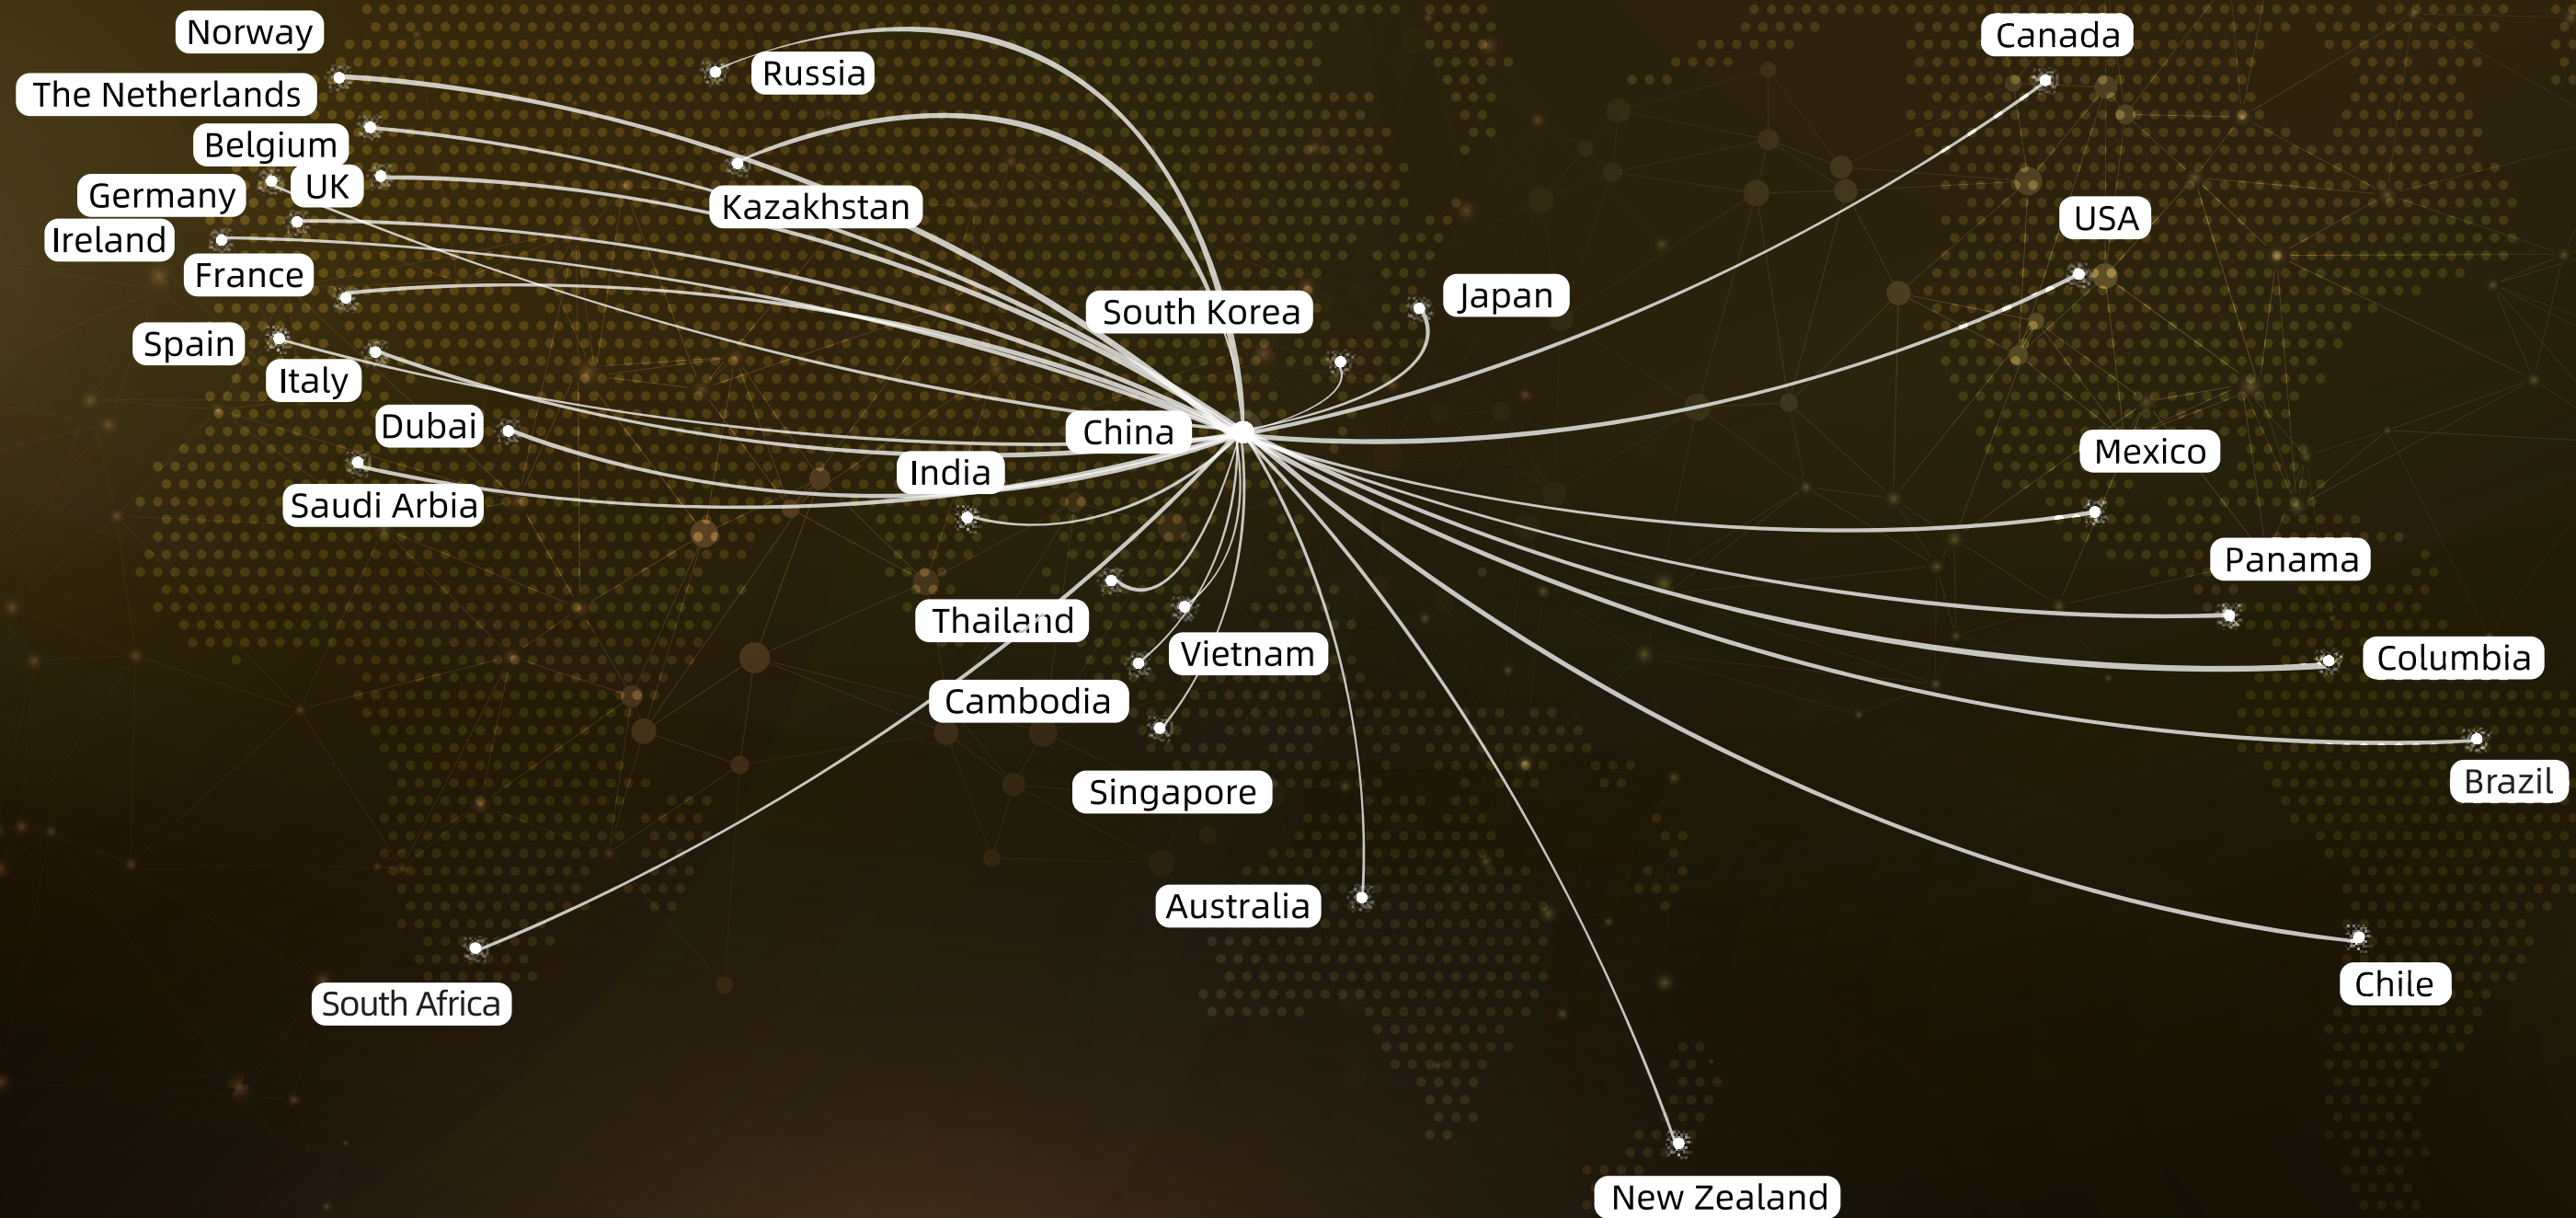 Norway
Canada
Russia
The Netherlands
Belgium
UK
Germany
Kazakhstan
USA
Ireland
France
Japan
South Korea
Spain
Italy
Dubai
China
Mexico
India
Saudi Arbia
Panama
Thailand
Vietnam
Columbia
Cambodia
Brazil
Singapore
Australia
Chile
South Africa
New Zealand